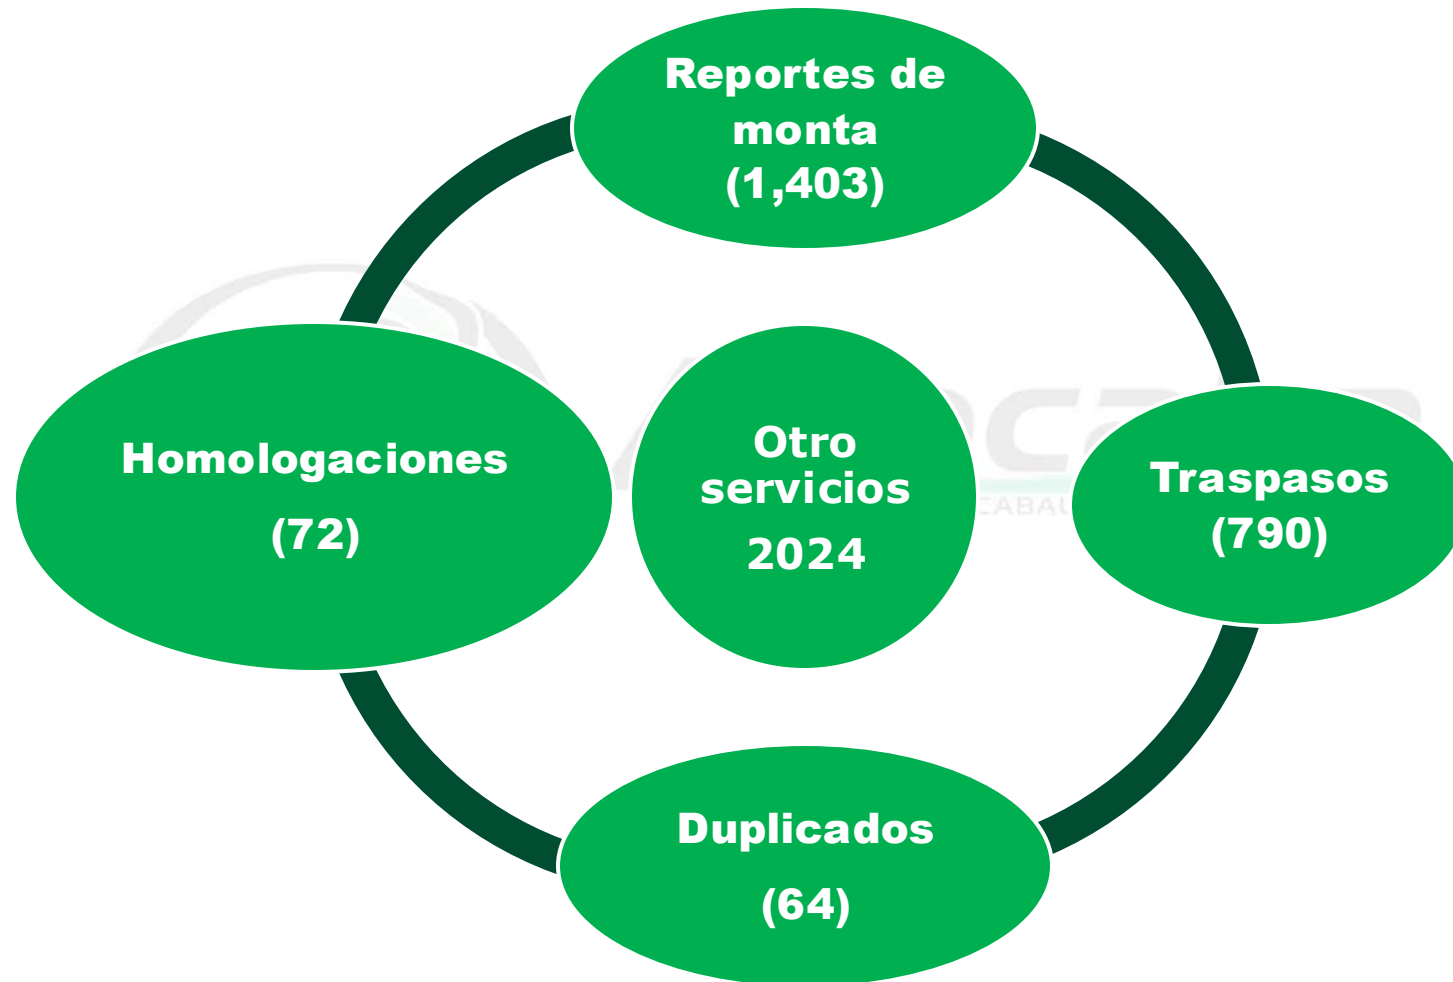 Reportes de
monta
(1,403)
Homologaciones
(72)
Otro
servicios
2024
Traspasos
(790)
Duplicados
(64)